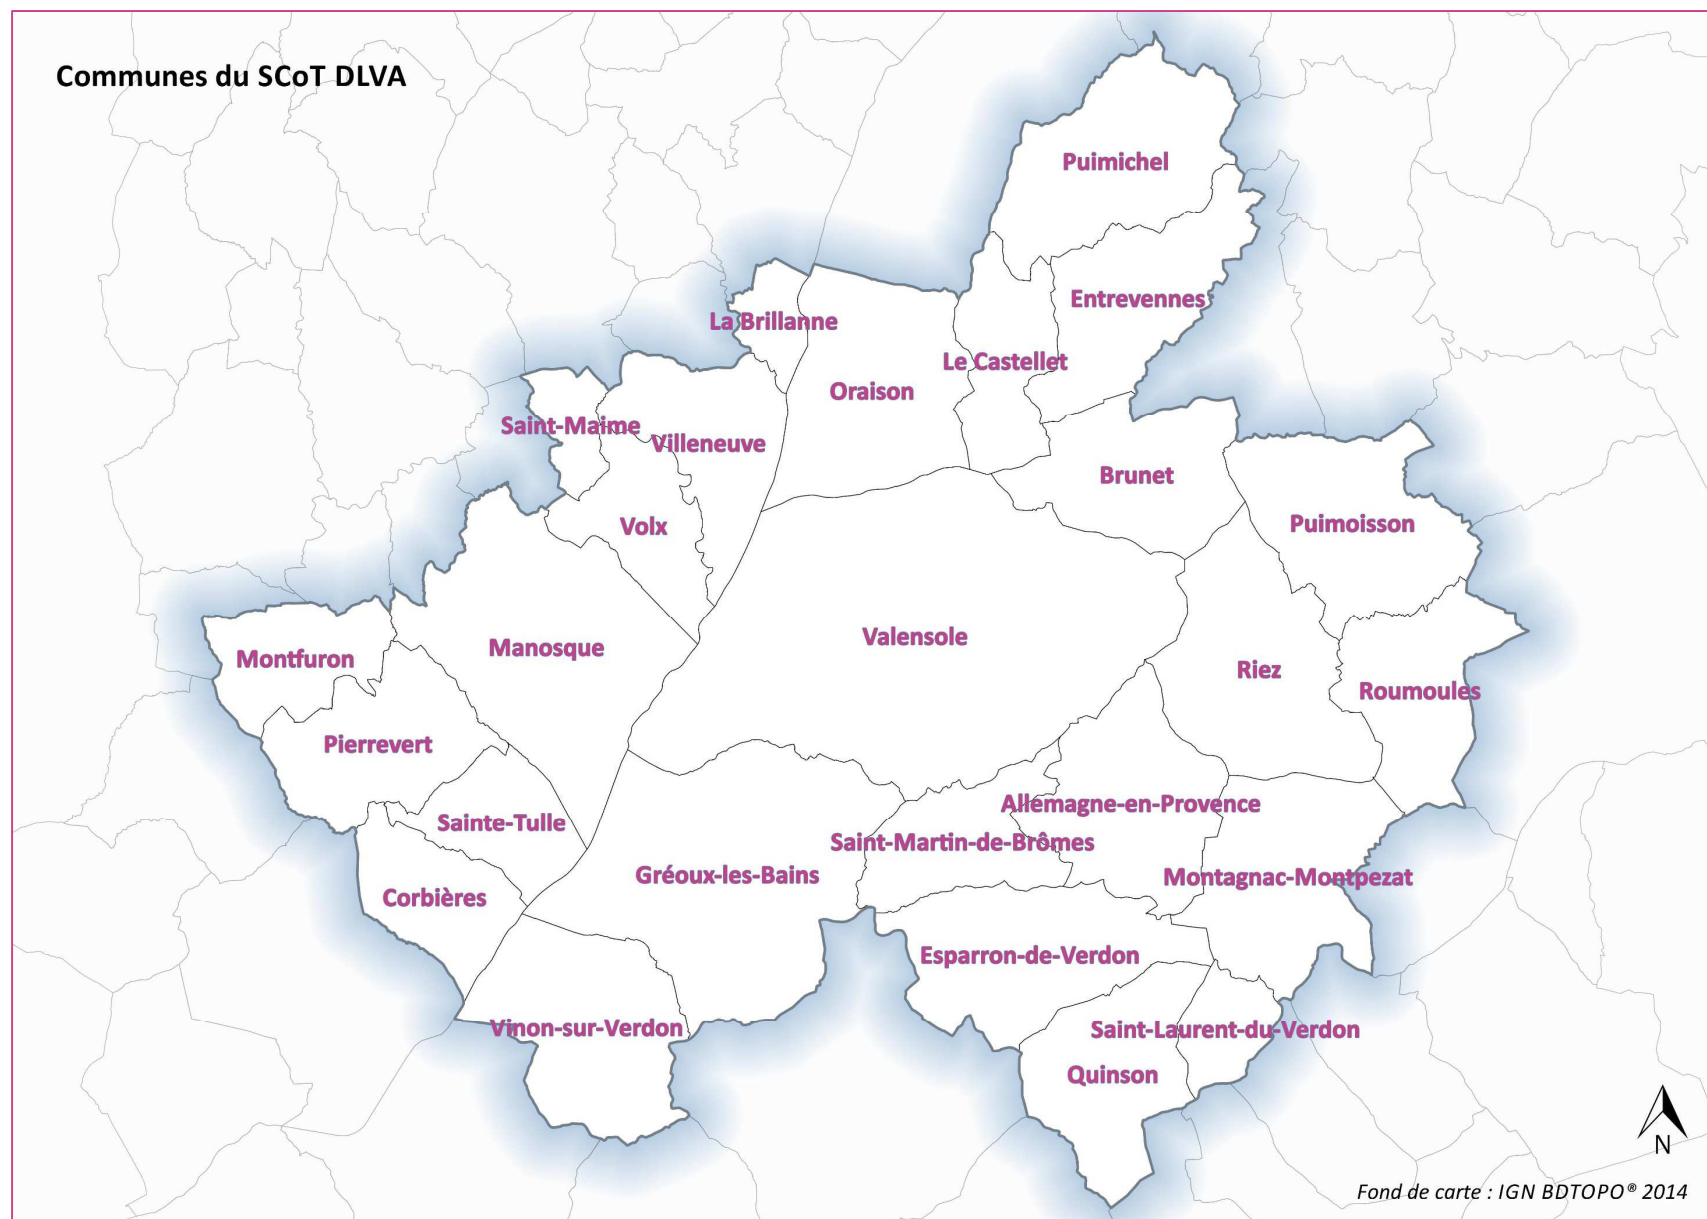 Communes du SCoT DLVA
Puimichel
Entrevennes
La Brillanne
Le Castellet
Oraison
Saint-Maime
Villeneuve
Brunet
Volx
Puimoisson
Valensole
Manosque
Montfuron
Riez
Roumoules
Pierrevert
Allemagne-en-Provence
Sainte-Tulle
Saint-Martin-de-Brômes
Gréoux-les-Bains
Montagnac-Montpezat
Corbières
Esparron-de-Verdon
Vinon-sur-Verdon
Saint-Laurent-du-Verdon
Quinson
N
Fond de carte : IGN BDTOPO® 2014